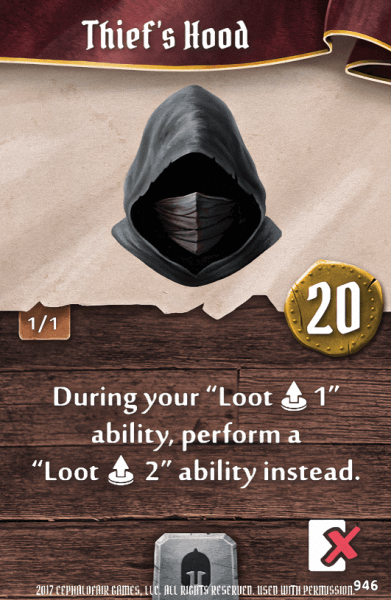 Thief's Hood
1/1
20
During your “Loot 1”
ability, perform a
“Loot 2” ability instead.
2017 CEPHALOFAIR GAMES, LLC. ALL RIGHTS RESERVED. USED WITH PERMISSION.
946